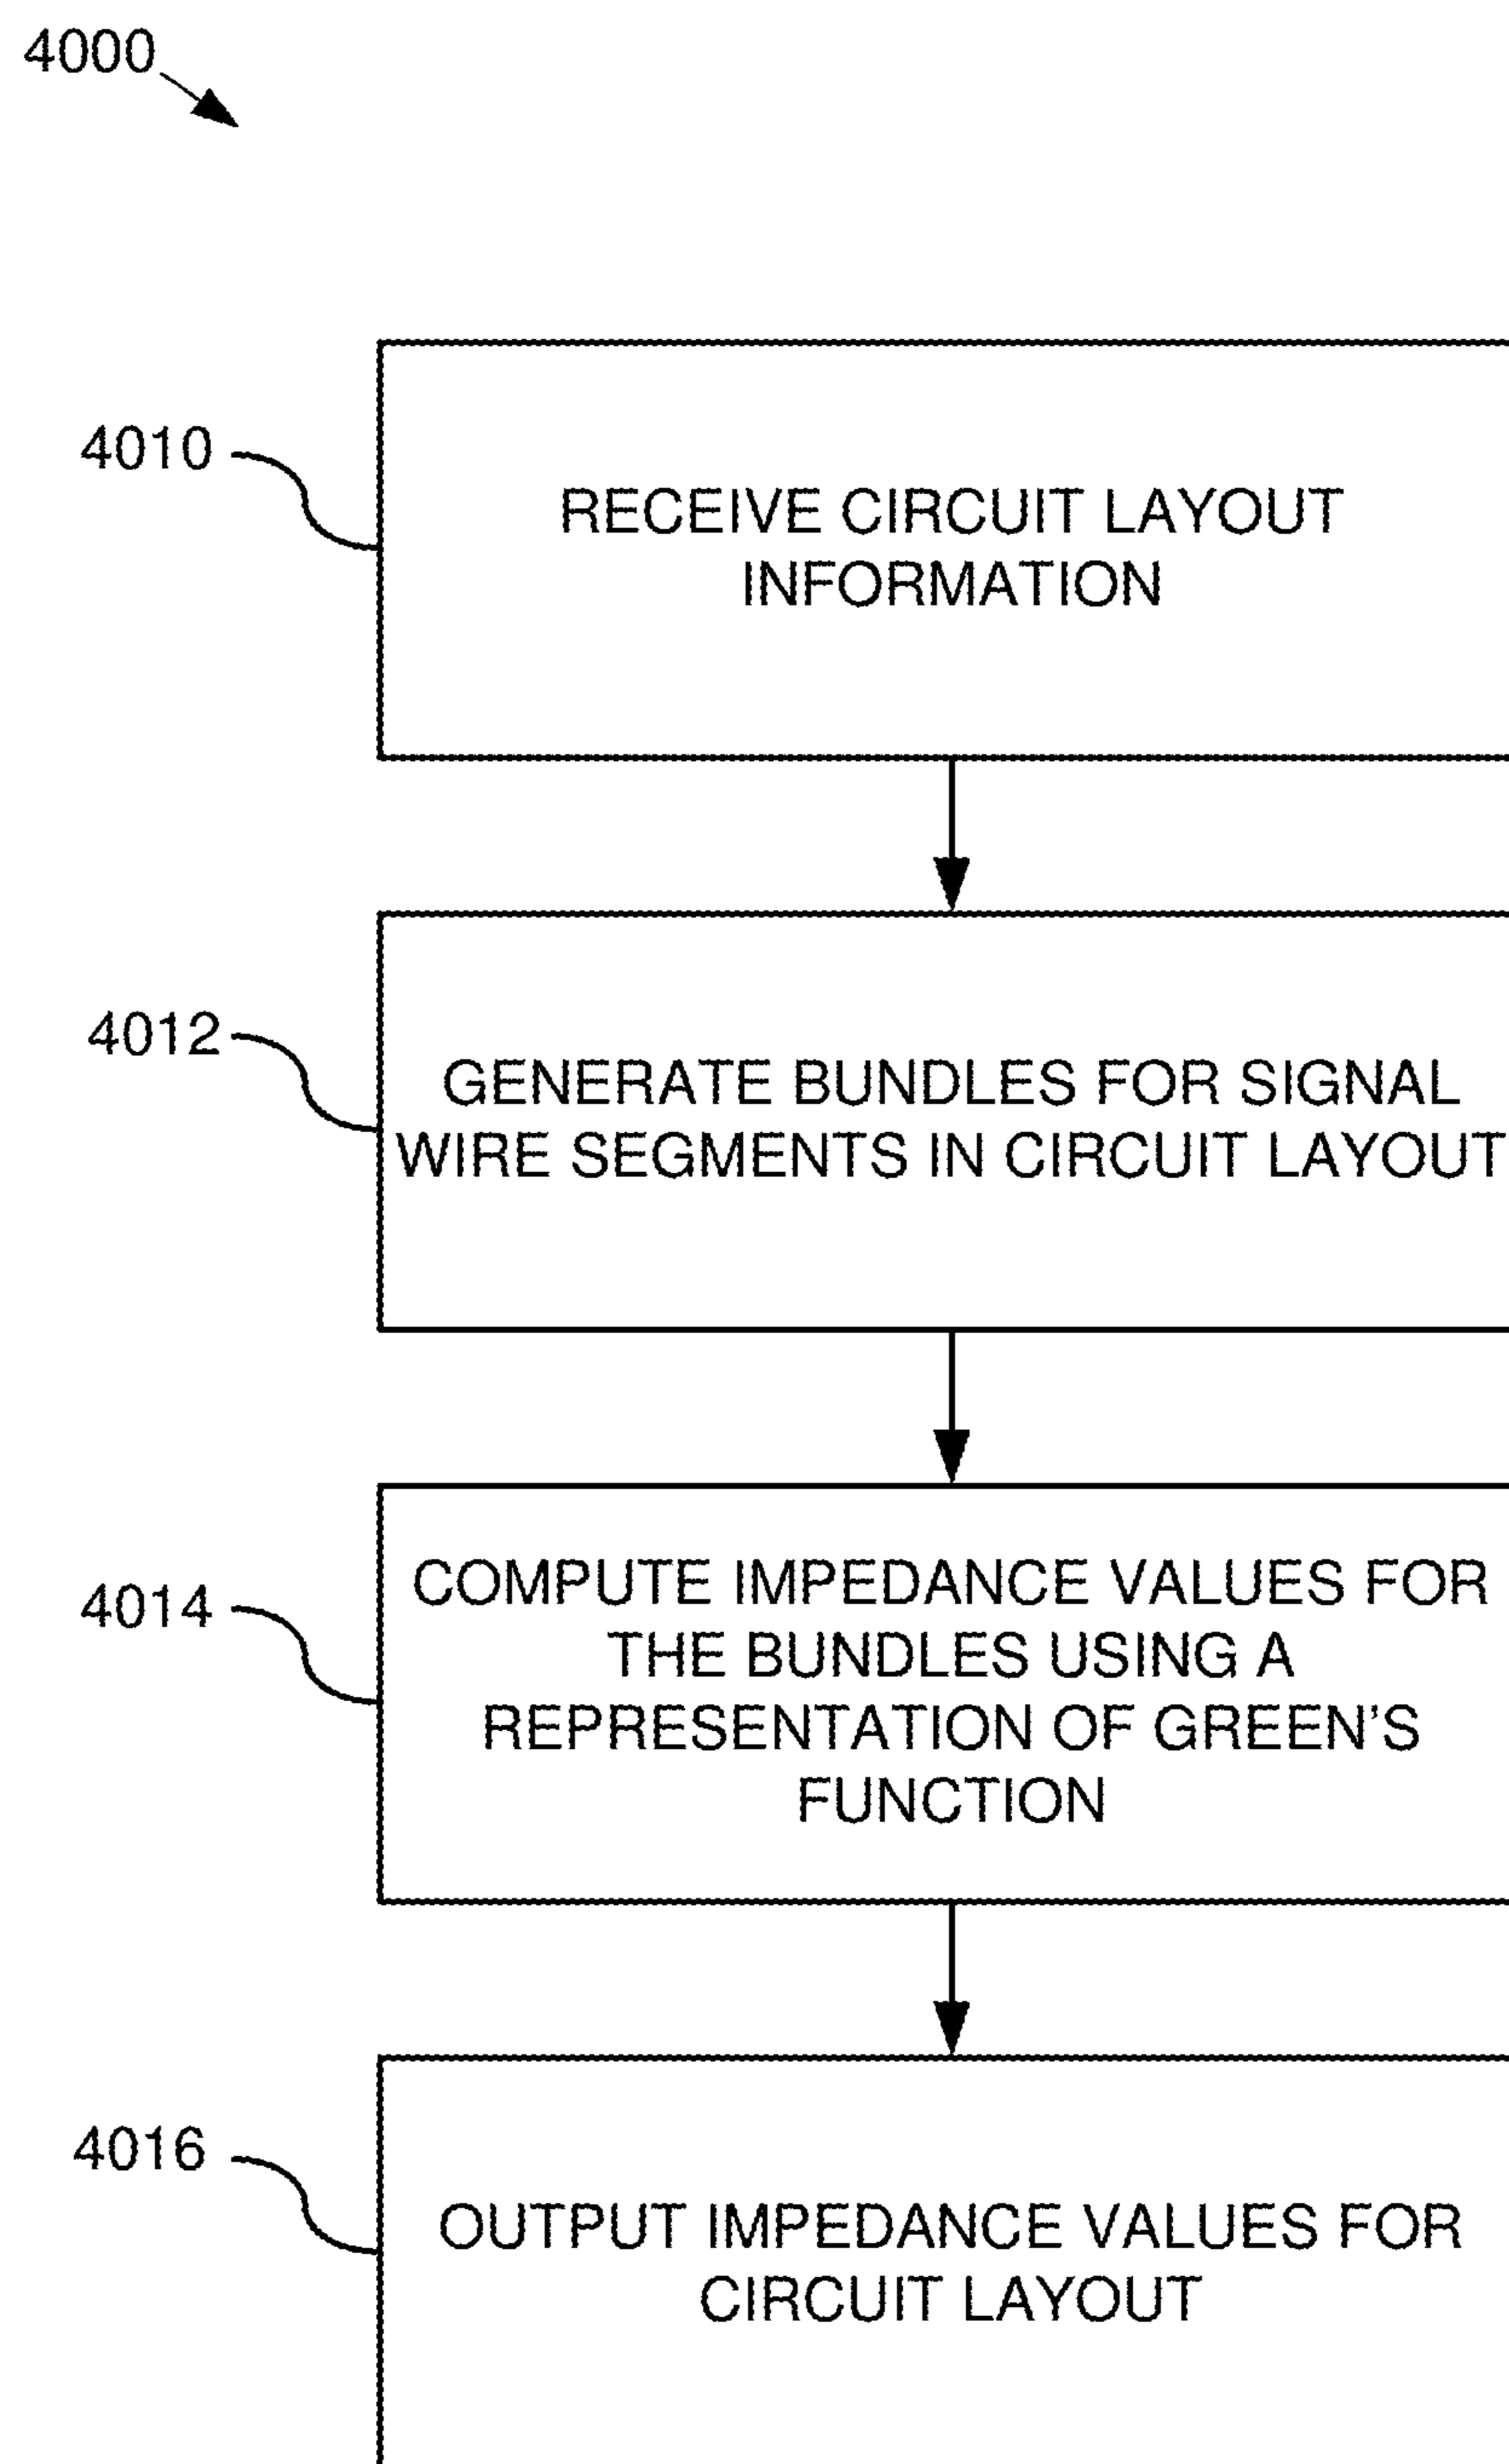 4000
4010
RECEIVE CIRCUIT LAYOUT
INFORMATION
4012
GENERATE BUNDLES FOR SIGNAL
WIRE SEGMENTS IN CIRCUIT LAYOUT
4014
COMPUTE IMPEDANCE VALUES FOR
THE BUNDLES USING A
REPRESENTATION OF GREEN'S
FUNCTION
4016
OUTPUT IMPEDANCE VALUES FOR
CIRCUIT LAYOUT